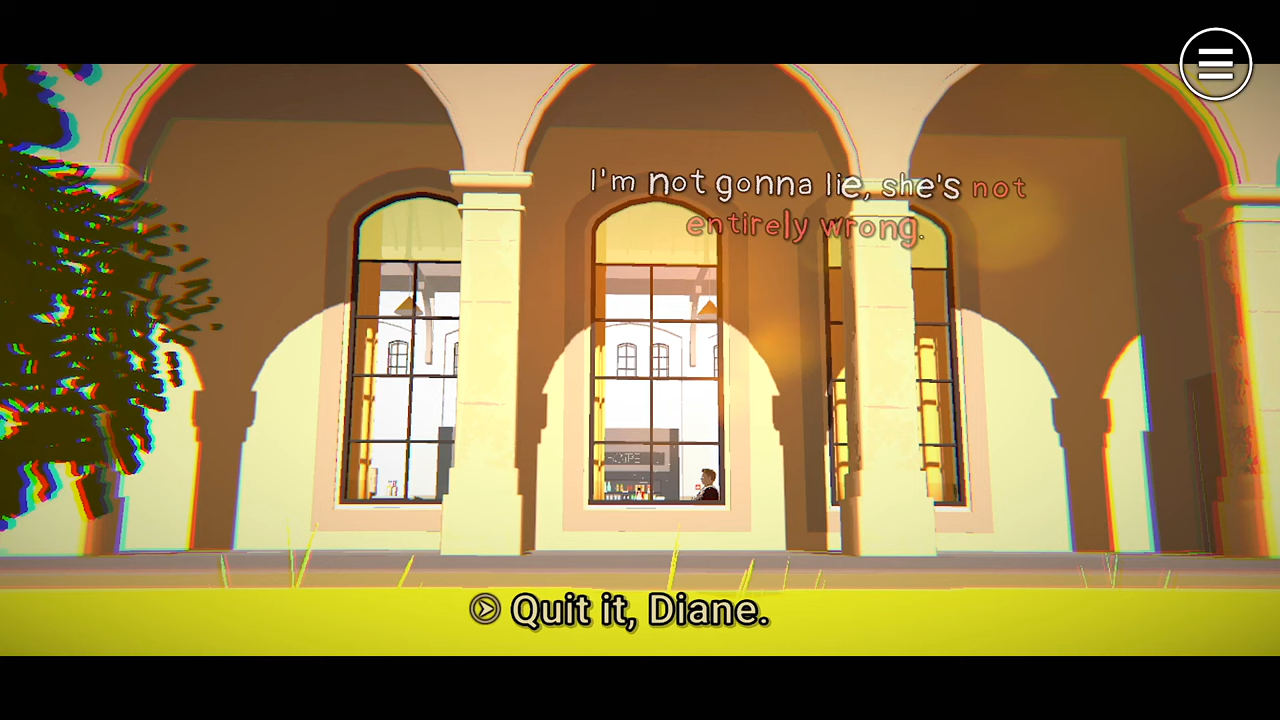 I'm not gonna lie, she's not
entirely wrong.
Quit it, Diane.